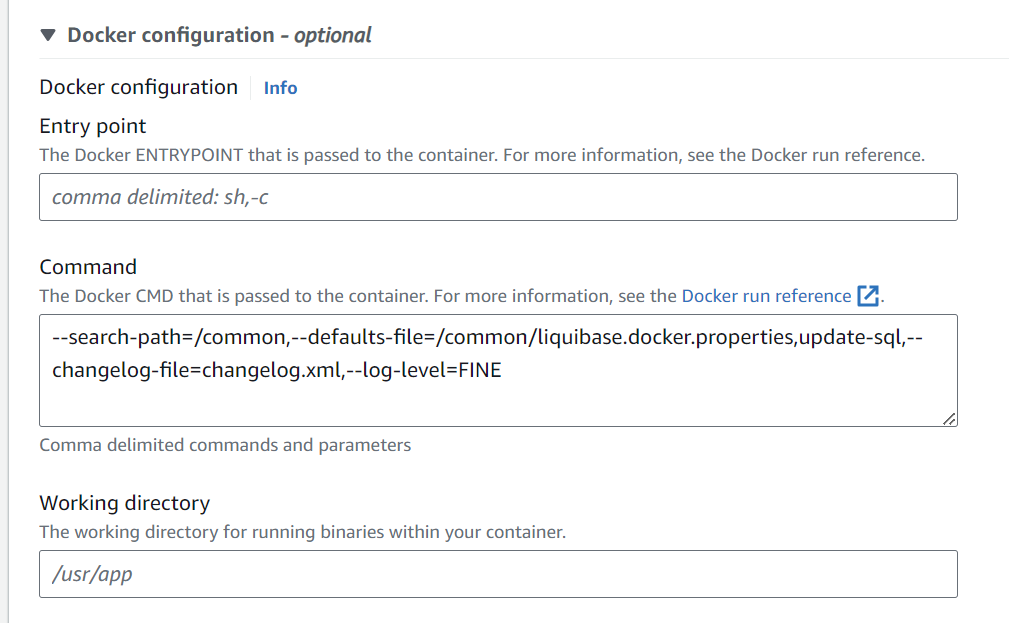 Docker configuration - optional
Docker configuration Info
Entry point
The Docker ENTRYPOINT that is passed to the container. For more information, see the Docker run reference.
comma delimited: sh,-c
Command
The Docker CMD that is passed to the container. For more information, see the Docker run reference.
--search-path=/common,--defaults-file=/common/liquibase.docker.properties,update-sql,--
changelog-file=changelog.xml,--log-level=FINE
Comma delimited commands and parameters
Working directory
The working directory for running binaries within your container.
/usr/app